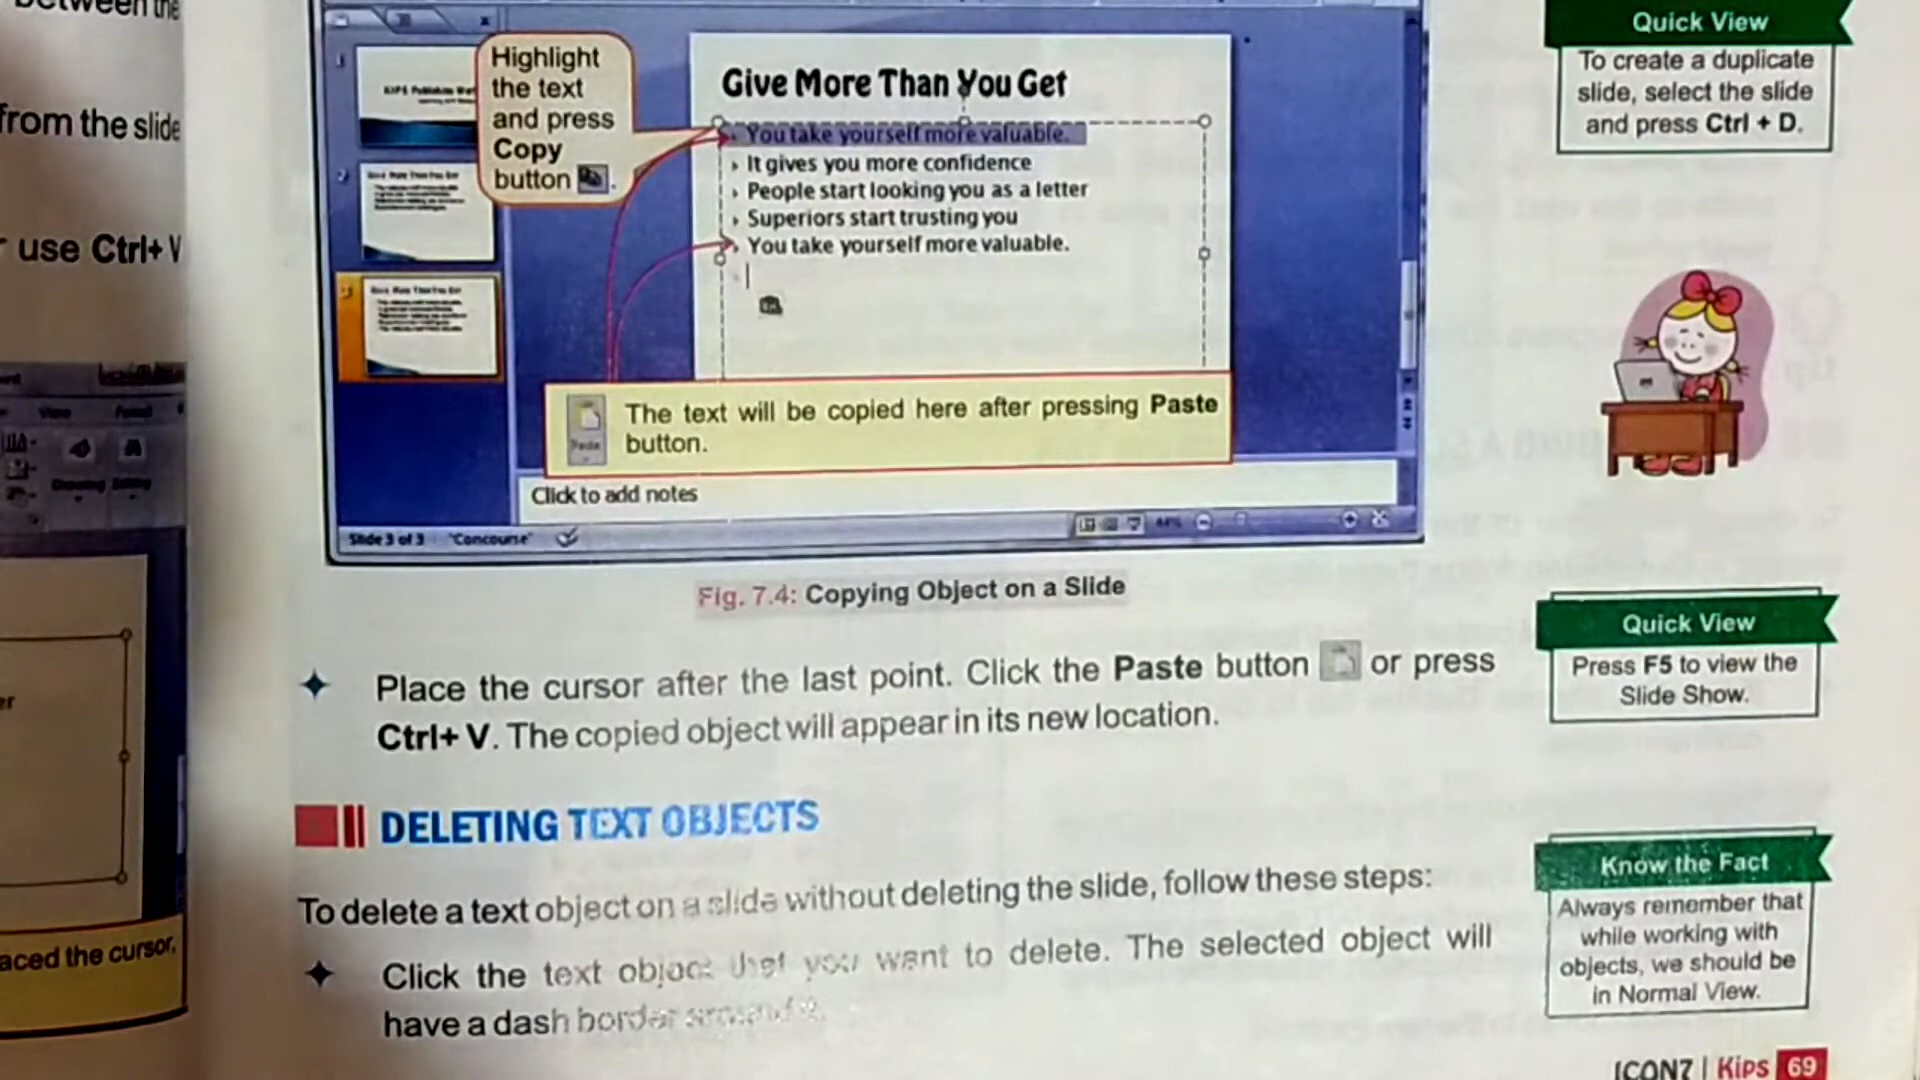 between the
from the slide
r use Ctrl+ V
aced the cursor,
Highlight
the text
and press
Copy
button
Give More Than You Get
You take yourself more valuable.
It gives you more confidence
People start looking you as a letter
Superiors start trusting you
You take yourself more valuable.
Paste
The text will be copied here after pressing Paste
button.
Click to add notes
Slide 3 of 3 "Concourse" 44%
Fig. 7.4: Copying Object on a Slide
Place the cursor after the last point. Click the Paste button or press
Ctrl+ V. The copied object will appear in its new location.
DELETING TEXT OBJECTS
To delete a text object on a slide without deleting the slide, follow these steps:
Click the text object that you want to delete. The selected object will
have a dash border around it.
Quick View
To create a duplicate
slide, select the slide
and press Ctrl + D.
Quick View
Press F5 to view the
Slide Show.
Know the Fact
Always remember that
while working with
objects, we should be
in Normal View.
ICON7 | Kips 69